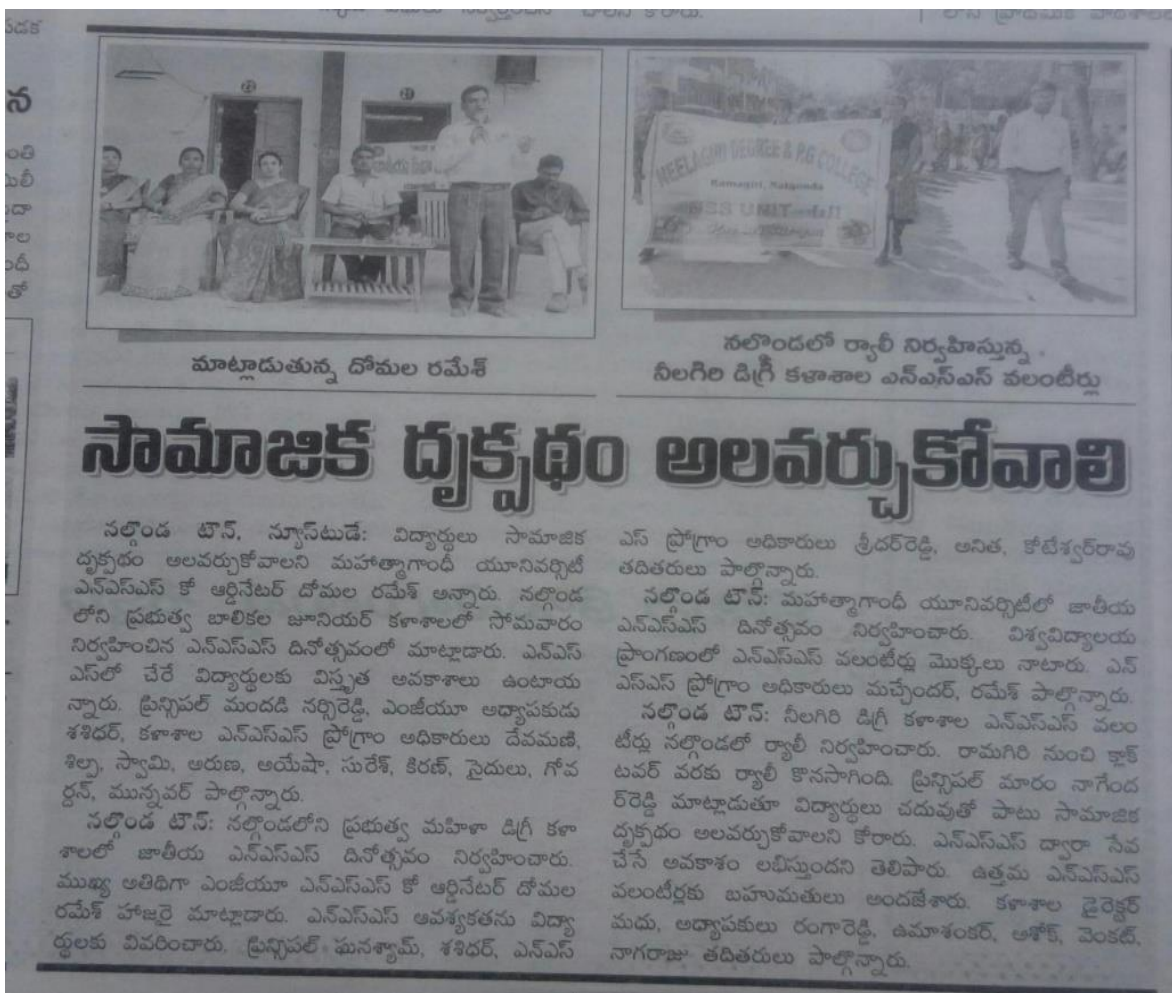 మాట్లాడుతున్న దోమల రమేశ్
NEELAGIRI DEGREE & P.G COLLEGE
Ramagiri, Nalgonda
NSS UNIT
నల్గొండలో ర్యాలీ నిర్వహిస్తున్న
నీలగిరి డిగ్రీ కళాశాల ఎన్ఎస్ఎస్ వలంటీర్లు
సామాజిక దృక్పథం అలవర్చుకోవాలి
నల్గొండ టౌన్, న్యూస్‌టుడే: విద్యార్థులు సామాజిక
దృక్పథం అలవర్చుకోవాలని మహాత్మాగాంధీ యూనివర్సిటీ
ఎన్ఎస్ఎస్ కో ఆర్డినేటర్ దోమల రమేశ్ అన్నారు. నల్గొండ
లోని ప్రభుత్వ బాలికల జూనియర్ కళాశాలలో సోమవారం
నిర్వహించిన ఎన్ఎస్ఎస్ దినోత్సవంలో మాట్లాడారు. ఎన్ఎస్
ఎస్‌లో చేరే విద్యార్థులకు విస్తృత అవకాశాలు ఉంటాయ
న్నారు. ప్రిన్సిపల్ మందడి నర్సిరెడ్డి, ఎంజీయూ అధ్యాపకుడు
శశిధర్, కళాశాల ఎన్ఎస్ఎస్ ప్రోగ్రాం అధికారులు దేవమణి,
శిల్ప, స్వామి, అరుణ, అయేషా, సురేశ్, కిరణ్, సైదులు, గోవ
ర్దన్, మున్నవర్ పాల్గొన్నారు.
నల్గొండ టౌన్: నల్గొండలోని ప్రభుత్వ మహిళా డిగ్రీ కళా
శాలలో జాతీయ ఎన్ఎస్ఎస్ దినోత్సవం నిర్వహించారు.
ముఖ్య అతిథిగా ఎంజీయూ ఎన్ఎస్ఎస్ కో ఆర్డినేటర్ దోమల
రమేశ్ హాజరై మాట్లాడారు. ఎన్ఎస్ఎస్ ఆవశ్యకతను విద్యా
ర్థులకు వివరించారు. ప్రిన్సిపల్ ఘనశ్యామ్, శశిధర్, ఎన్ఎస్
ఎస్ ప్రోగ్రాం అధికారులు శ్రీదర్‌రెడ్డి, అనిత, కోటేశ్వర్‌రావు
తదితరులు పాల్గొన్నారు.
నల్గొండ టౌన్: మహాత్మాగాంధీ యూనివర్సిటీలో జాతీయ
ఎన్ఎస్ఎస్ దినోత్సవం నిర్వహించారు. విశ్వవిద్యాలయ
ప్రాంగణంలో ఎన్ఎస్ఎస్ వలంటీర్లు మొక్కలు నాటారు. ఎన్
ఎస్ఎస్ ప్రోగ్రాం అధికారులు మచ్చేందర్, రమేశ్ పాల్గొన్నారు.
నల్గొండ టౌన్: నీలగిరి డిగ్రీ కళాశాల ఎన్ఎస్ఎస్ వలం
టీర్లు నల్గొండలో ర్యాలీ నిర్వహించారు. రామగిరి నుంచి క్లాక్
టవర్ వరకు ర్యాలీ కొనసాగింది. ప్రిన్సిపల్ మారం నాగేంద
ర్‌రెడ్డి మాట్లాడుతూ విద్యార్థులు చదువుతో పాటు సామాజిక
దృక్పథం అలవర్చుకోవాలని కోరారు. ఎన్ఎస్ఎస్ ద్వారా సేవ
చేసే అవకాశం లభిస్తుందని తెలిపారు. ఉత్తమ ఎన్ఎస్ఎస్
వలంటీర్లకు బహుమతులు అందజేశారు. కళాశాల డైరెక్టర్
మధు, అధ్యాపకులు రంగారెడ్డి, ఉమాశంకర్, అశోక్, వెంకట్,
నాగరాజు తదితరులు పాల్గొన్నారు.